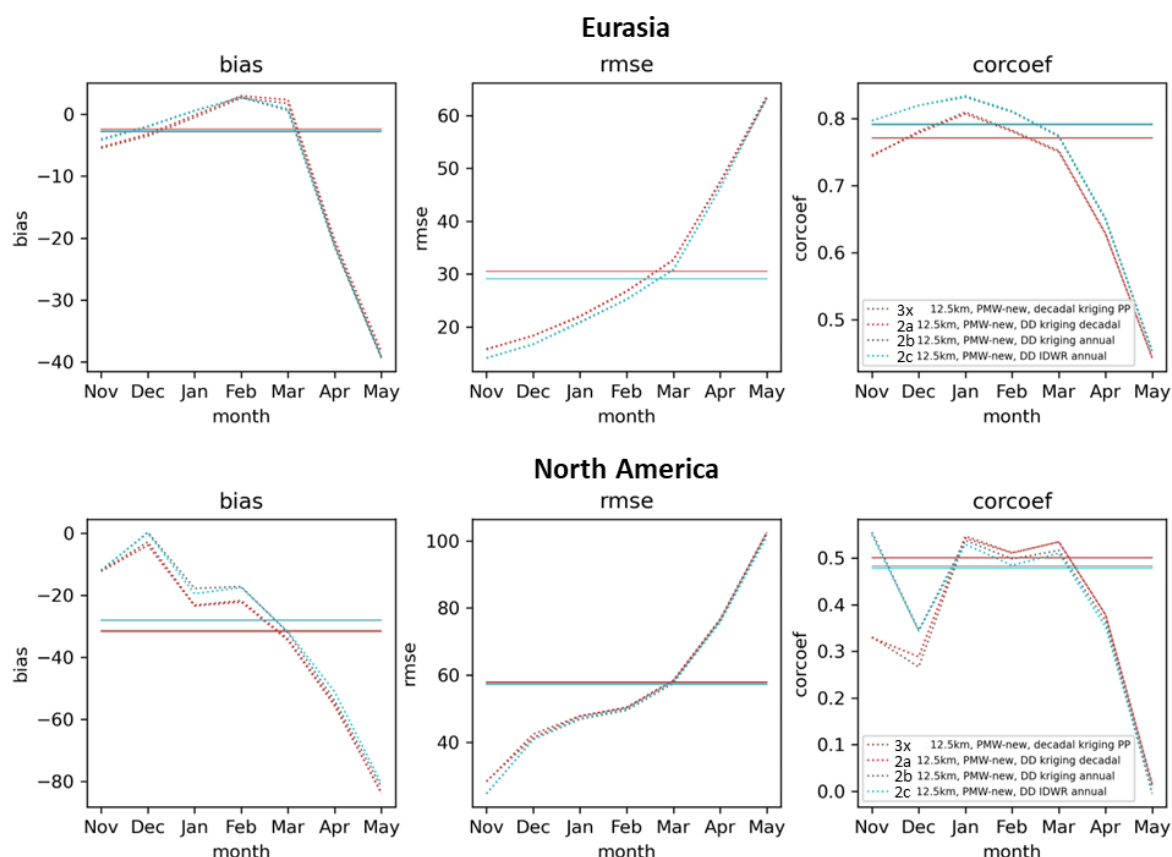 Eurasia
bias rmse corcoef
0
−10
−20
−30
−40
bias
Nov Dec Jan Feb Mar Apr May
month
60
50
40
30
20
rmse
Nov Dec Jan Feb Mar Apr May
month
0.8
0.7
0.6
0.5
corcoef
3x 12.5km, PMW-new, decadal kriging PP
2a 12.5km, PMW-new, DD kriging decadal
2b 12.5km, PMW-new, DD kriging annual
2c 12.5km, PMW-new, DD IDWR annual
Nov Dec Jan Feb Mar Apr May
month
North America
bias rmse corcoef
0
−20
−40
−60
−80
bias
Nov Dec Jan Feb Mar Apr May
month
100
80
60
40
rmse
Nov Dec Jan Feb Mar Apr May
month
0.5
0.4
0.3
0.2
0.1
0.0
corcoef
3x 12.5km, PMW-new, decadal kriging PP
2a 12.5km, PMW-new, DD kriging decadal
2b 12.5km, PMW-new, DD kriging annual
2c 12.5km, PMW-new, DD IDWR annual
Nov Dec Jan Feb Mar Apr May
month